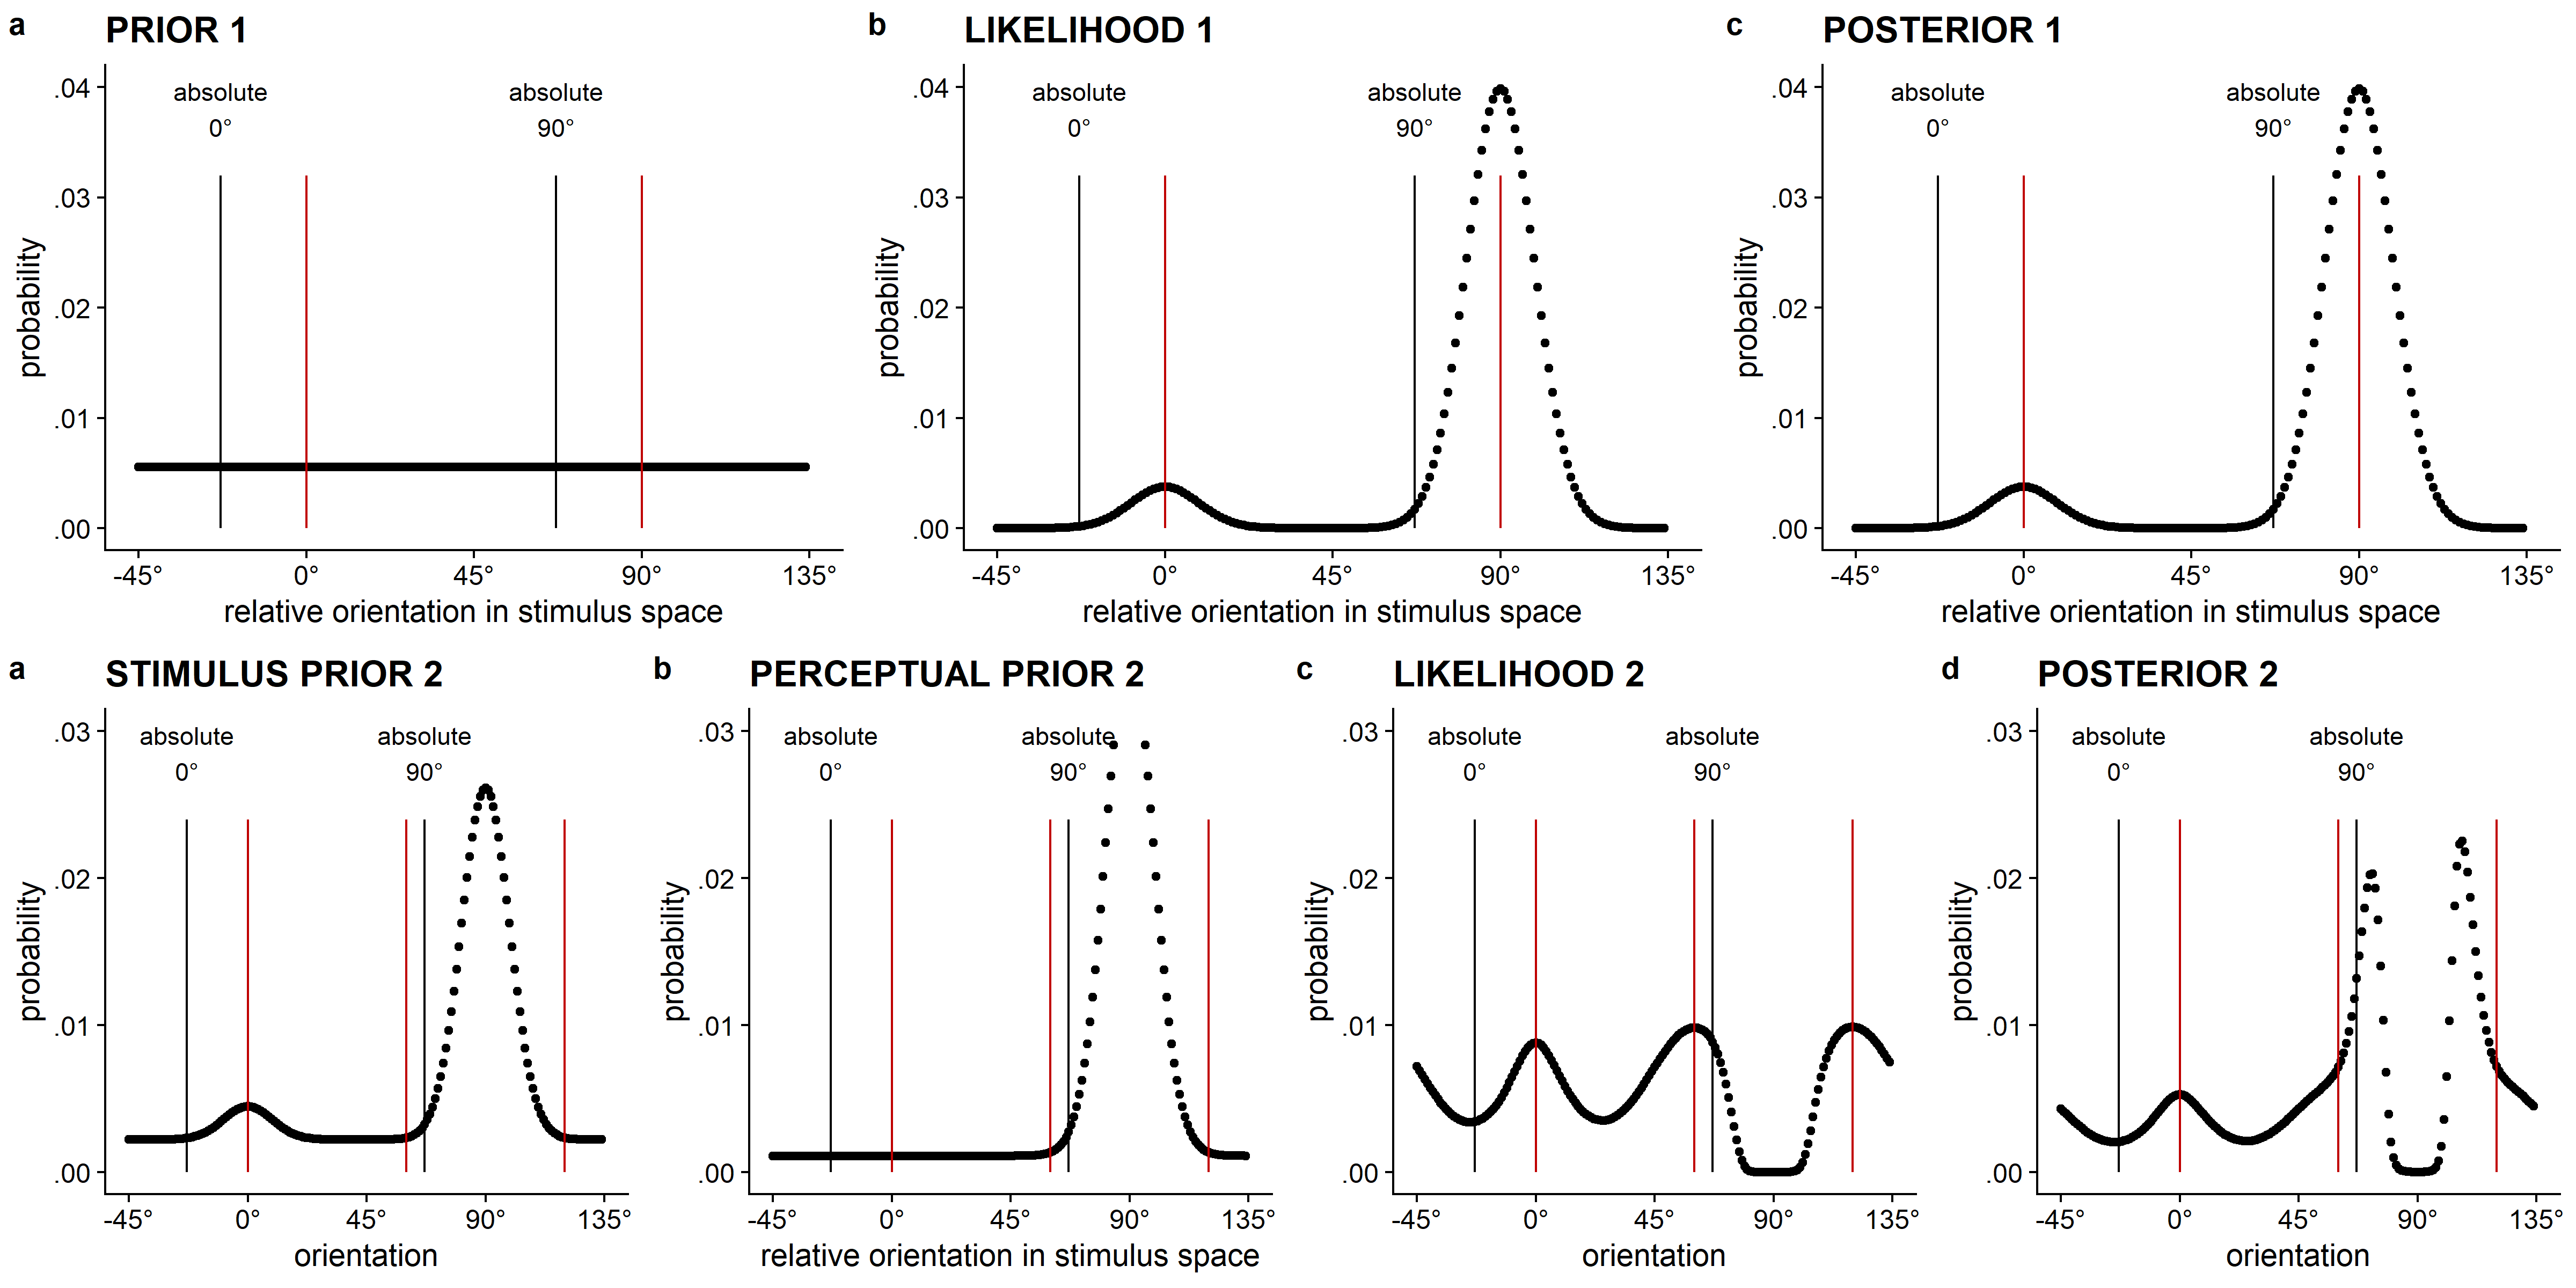 a PRIOR 1
absolute absolute
0° 90°
.04
.03
.02
.01
.00
probability
-45° 0° 45° 90° 135°
relative orientation in stimulus space
b LIKELIHOOD 1
absolute absolute
0° 90°
.04
.03
.02
.01
.00
probability
-45° 0° 45° 90° 135°
relative orientation in stimulus space
c POSTERIOR 1
absolute absolute
0° 90°
.04
.03
.02
.01
.00
probability
-45° 0° 45° 90° 135°
relative orientation in stimulus space
a STIMULUS PRIOR 2
absolute absolute
0° 90°
.03
.02
.01
.00
probability
-45° 0° 45° 90° 135°
orientation
b PERCEPTUAL PRIOR 2
absolute absolute
0° 90°
.03
.02
.01
.00
probability
-45° 0° 45° 90° 135°
relative orientation in stimulus space
c LIKELIHOOD 2
absolute absolute
0° 90°
.03
.02
.01
.00
probability
-45° 0° 45° 90° 135°
orientation
d POSTERIOR 2
absolute absolute
0° 90°
.03
.02
.01
.00
probability
-45° 0° 45° 90° 135°
orientation